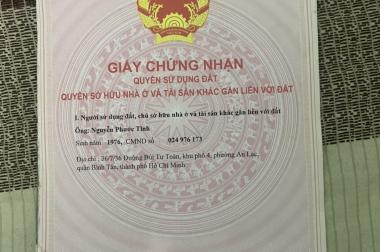 GIẤY CHỨNG NHẬN
QUYỀN SỬ DỤNG ĐẤT
QUYỀN SỞ HỮU NHÀ Ở VÀ TÀI SẢN KHÁC GẮN LIỀN VỚI ĐẤT
I. Người sử dụng đất, chủ sở hữu nhà ở và tài sản khác gắn liền với đất
Ông: Nguyễn Phước Tĩnh
Sinh năm : 1976, CMND số 024 976 173
Địa chỉ : 26/7/36 Đường Bùi Tư Toàn, khu phố 4, phường An Lạc,
quận Bình Tân, thành phố Hồ Chí Minh.